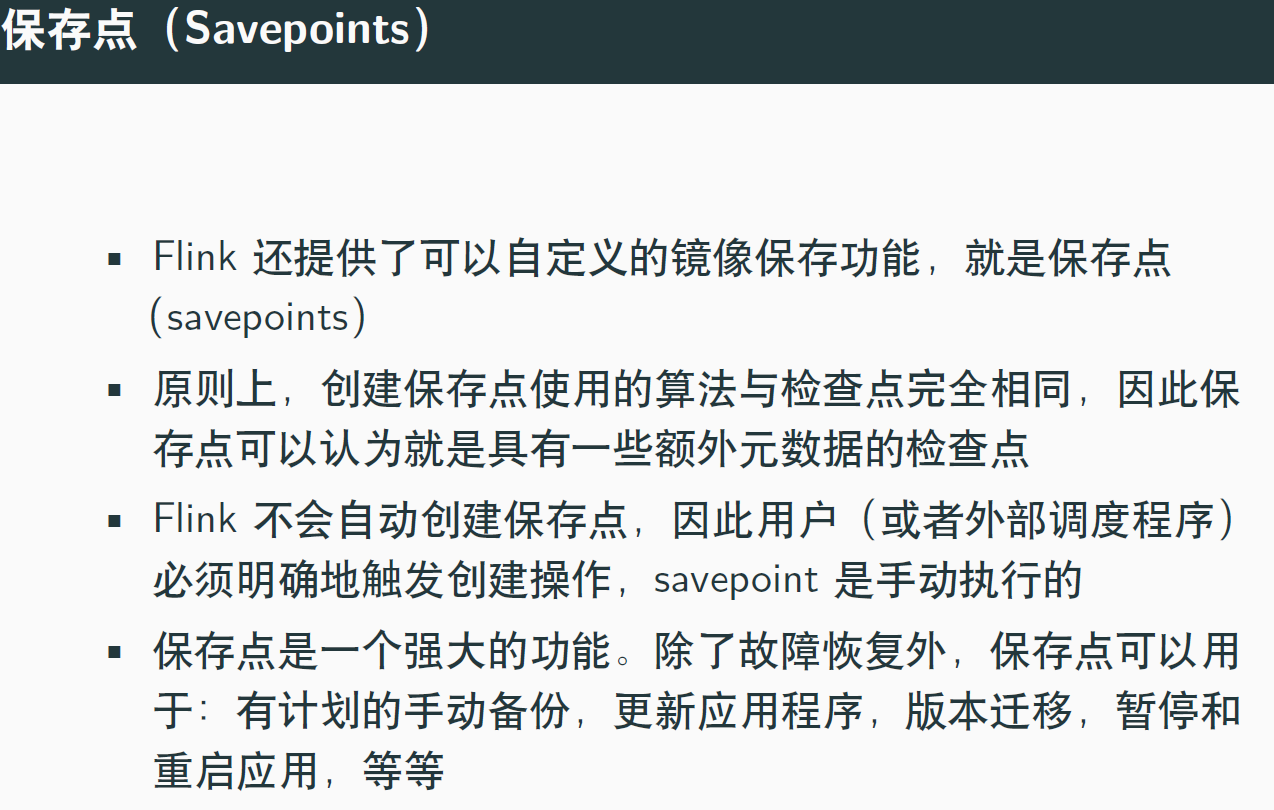 保存点（Savepoints）
▪ Flink 还提供了可以自定义的镜像保存功能，就是保存点
(savepoints)
▪ 原则上，创建保存点使用的算法与检查点完全相同，因此保
存点可以认为就是具有一些额外元数据的检查点
▪ Flink 不会自动创建保存点，因此用户（或者外部调度程序）
必须明确地触发创建操作，savepoint 是手动执行的
▪ 保存点是一个强大的功能。除了故障恢复外，保存点可以用
于：有计划的手动备份，更新应用程序，版本迁移，暂停和
重启应用，等等